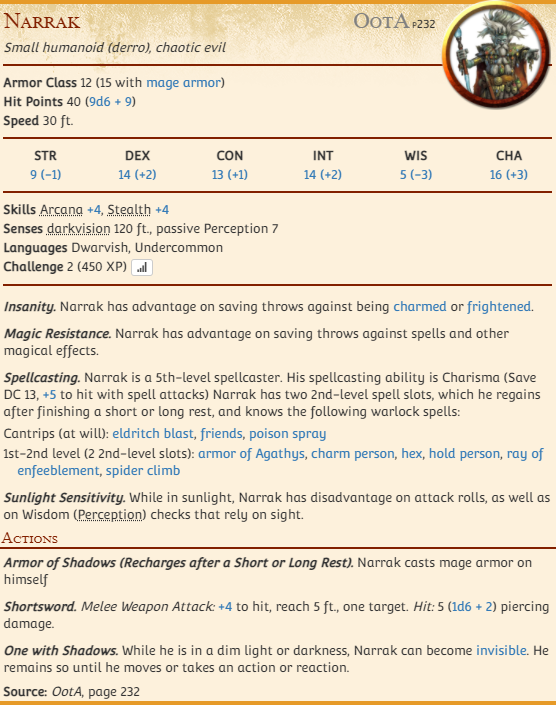 Narrak OotA p232
Small humanoid (derro), chaotic evil
Armor Class 12 (15 with mage armor)
Hit Points 40 (9d6 + 9)
Speed 30 ft.
STR DEX CON INT WIS CHA
9 (−1) 14 (+2) 13 (+1) 14 (+2) 5 (−3) 16 (+3)
Skills Arcana +4, Stealth +4
Senses darkvision 120 ft., passive Perception 7
Languages Dwarvish, Undercommon
Challenge 2 (450 XP)
Insanity. Narrak has advantage on saving throws against being charmed or frightened.
Magic Resistance. Narrak has advantage on saving throws against spells and other
magical effects.
Spellcasting. Narrak is a 5th-level spellcaster. His spellcasting ability is Charisma (Save
DC 13, +5 to hit with spell attacks) Narrak has two 2nd-level spell slots, which he regains
after finishing a short or long rest, and knows the following warlock spells:
Cantrips (at will): eldritch blast, friends, poison spray
1st-2nd level (2 2nd-level slots): armor of Agathys, charm person, hex, hold person, ray of
enfeeblement, spider climb
Sunlight Sensitivity. While in sunlight, Narrak has disadvantage on attack rolls, as well as
on Wisdom (Perception) checks that rely on sight.
Actions
Armor of Shadows (Recharges after a Short or Long Rest). Narrak casts mage armor on
himself
Shortsword. Melee Weapon Attack: +4 to hit, reach 5 ft., one target. Hit: 5 (1d6 + 2) piercing
damage.
One with Shadows. While he is in a dim light or darkness, Narrak can become invisible. He
remains so until he moves or takes an action or reaction.
Source: OotA, page 232